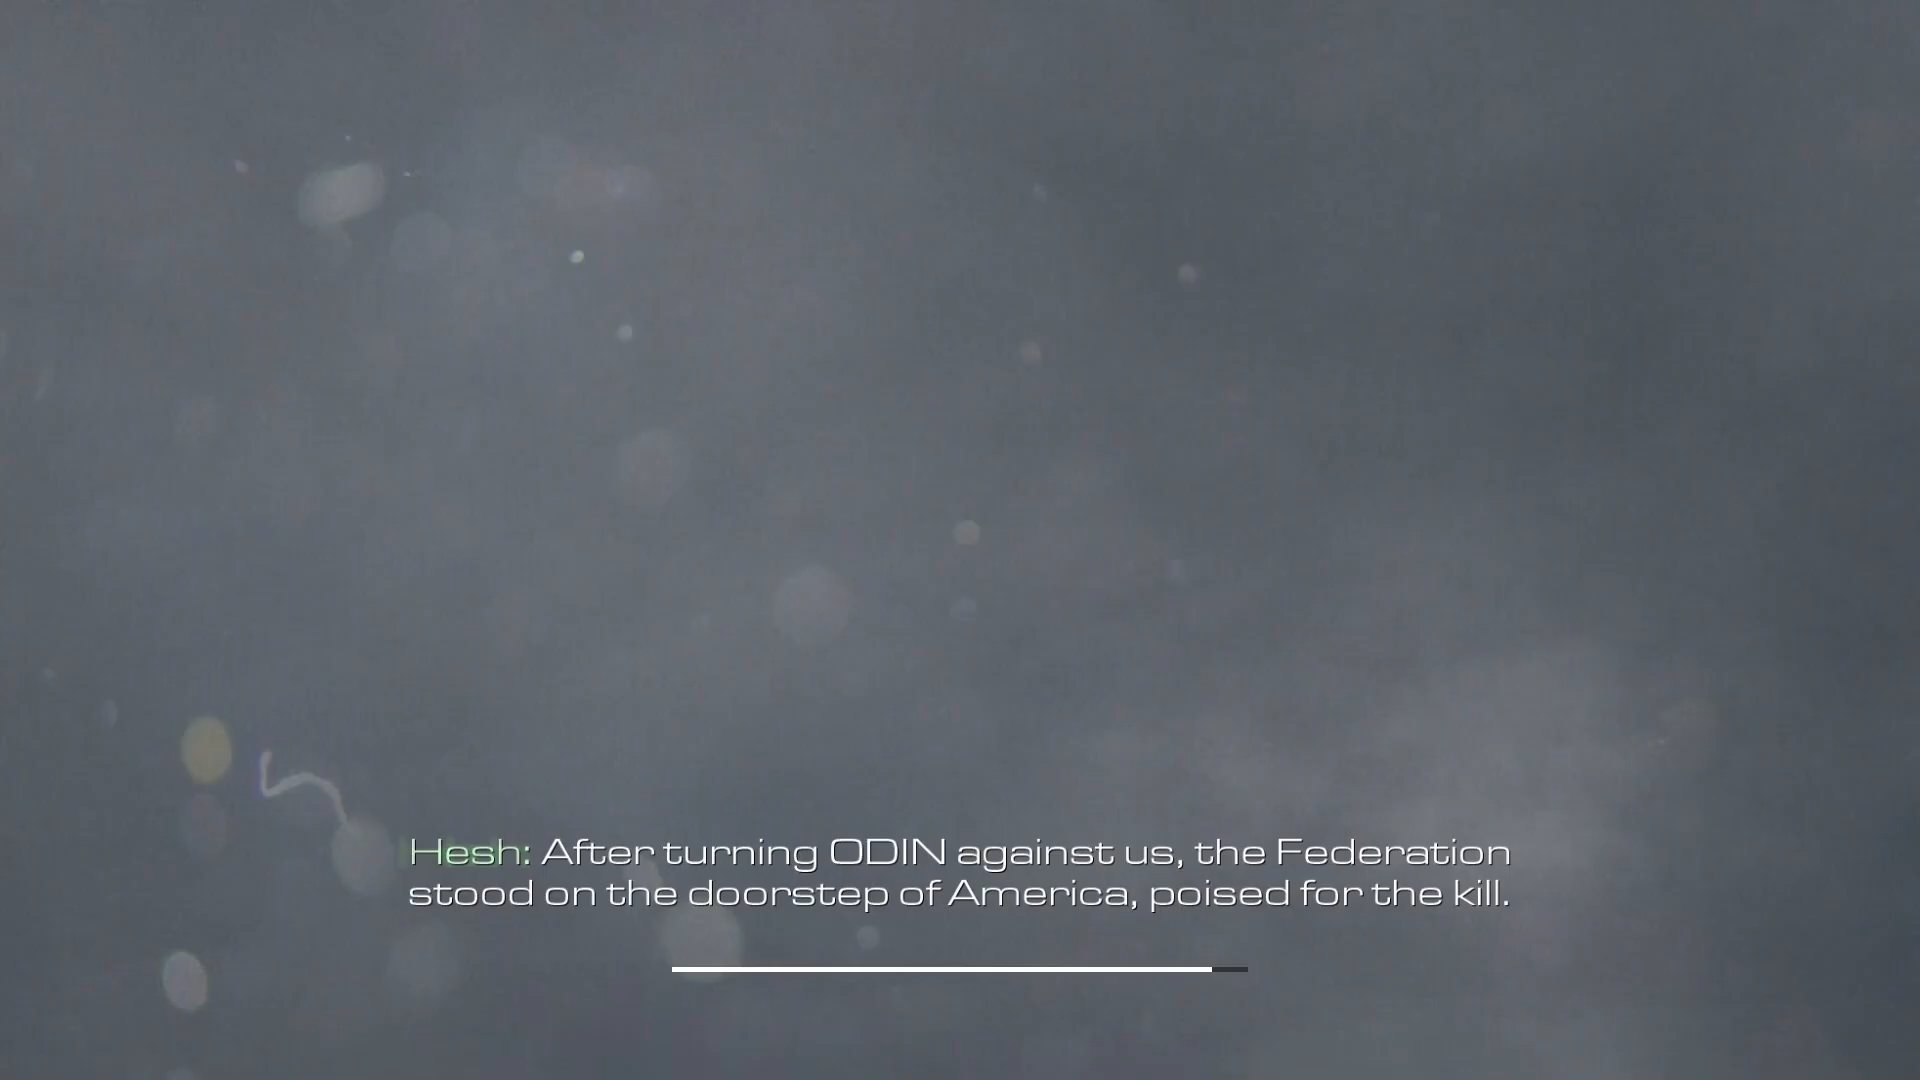 Hesh: After turning ODIN against us, the Federation
stood on the doorstep of America, poised for the kill.